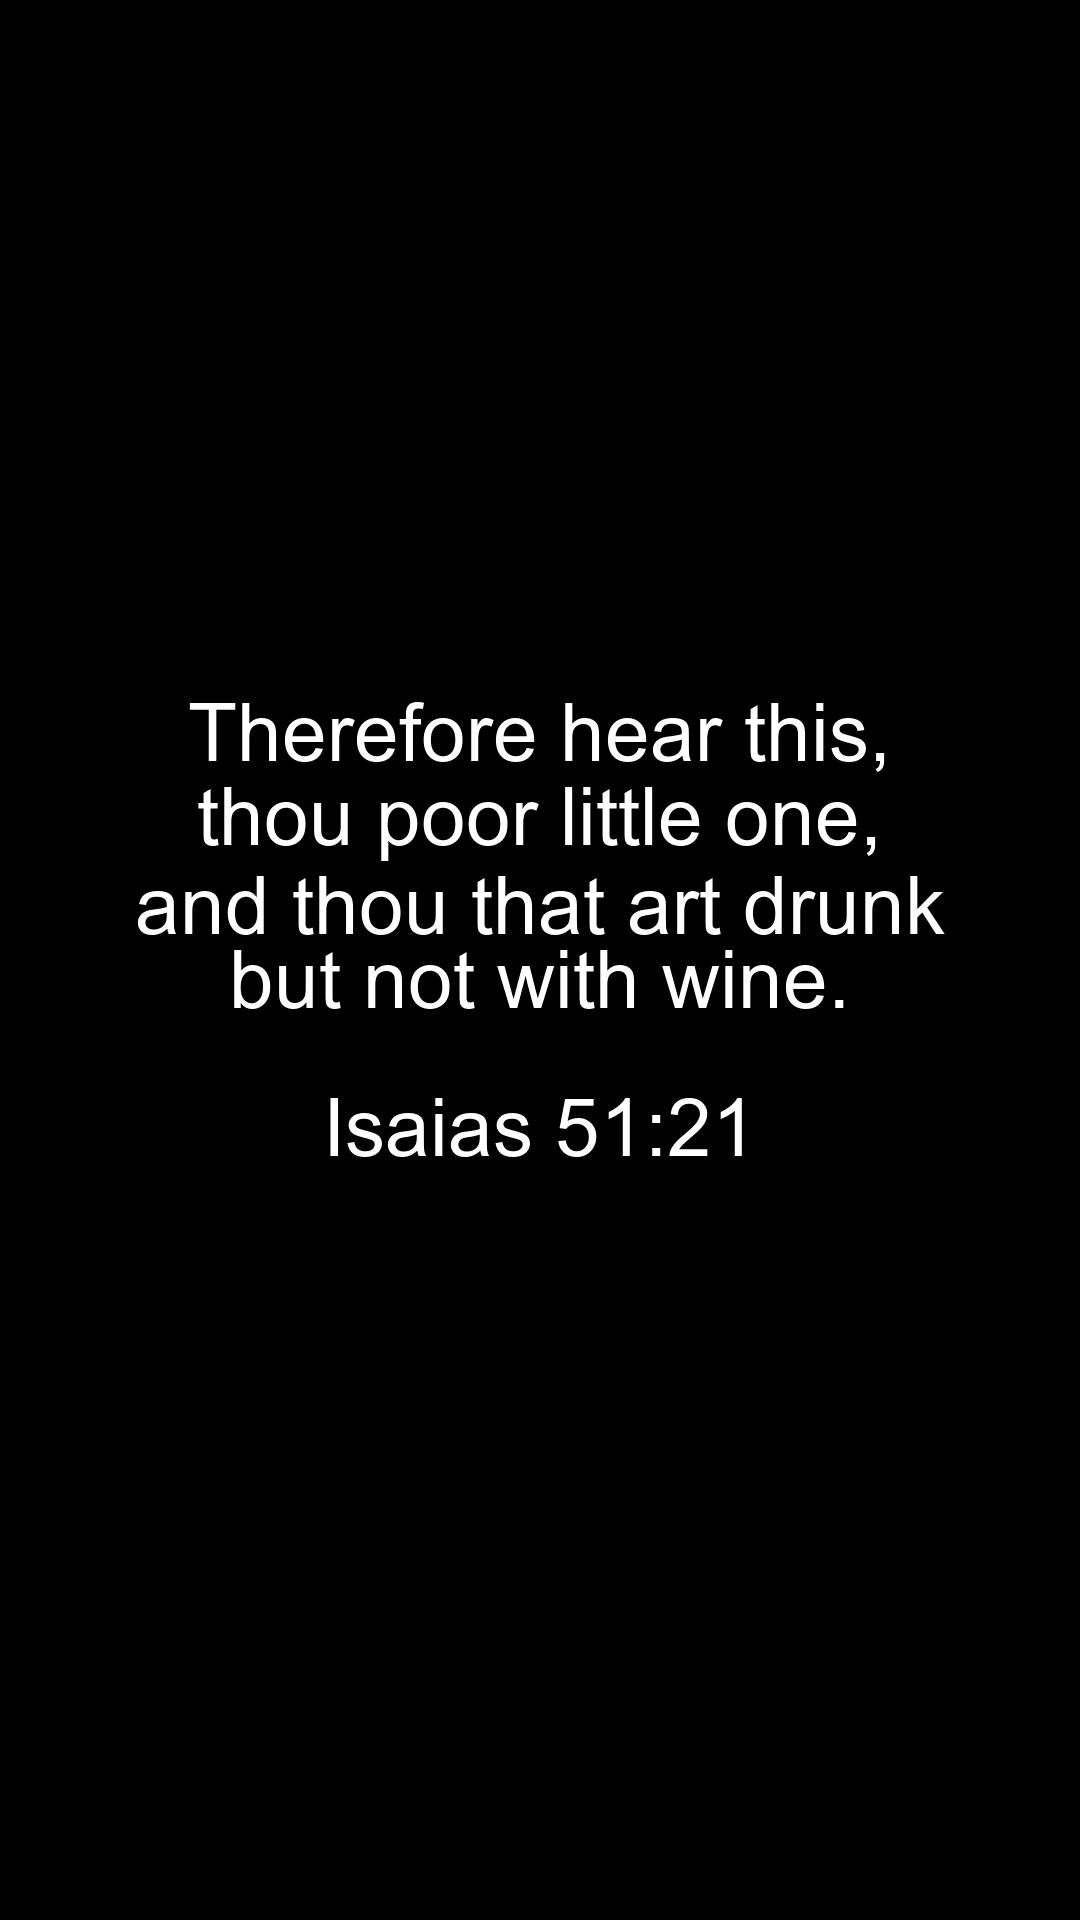 Therefore hear this,
thou poor little one,
and thou that art drunk
but not with wine.
Isaias 51:21